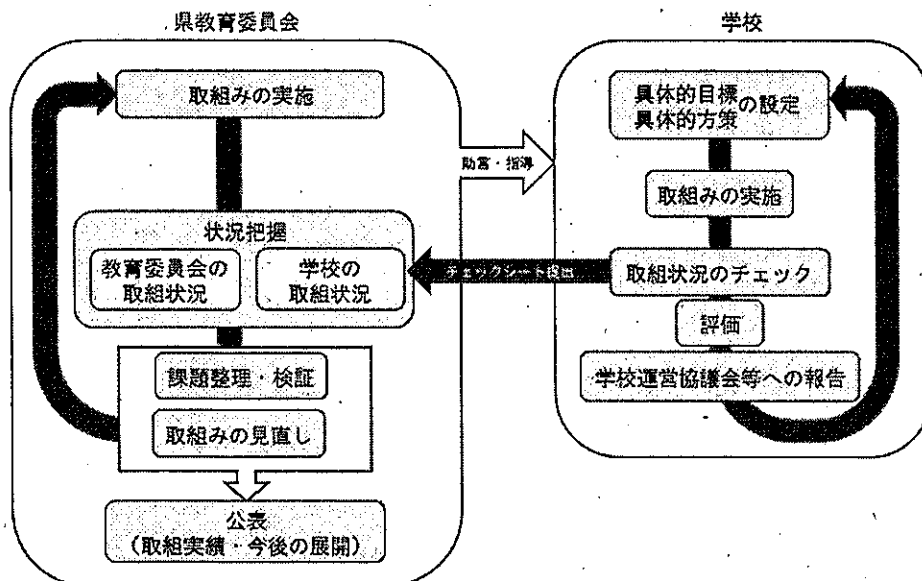 県教育委員会
取組みの実施
状況把握
教育委員会の
取組状況
学校の
取組状況
課題整理・検証
取組みの見直し
公表
（取組実績・今後の展開）
助言・指導
チェックシート提出
学校
具体的目標
具体的方策
の設定
取組みの実施
取組状況のチェック
評価
学校運営協議会等への報告